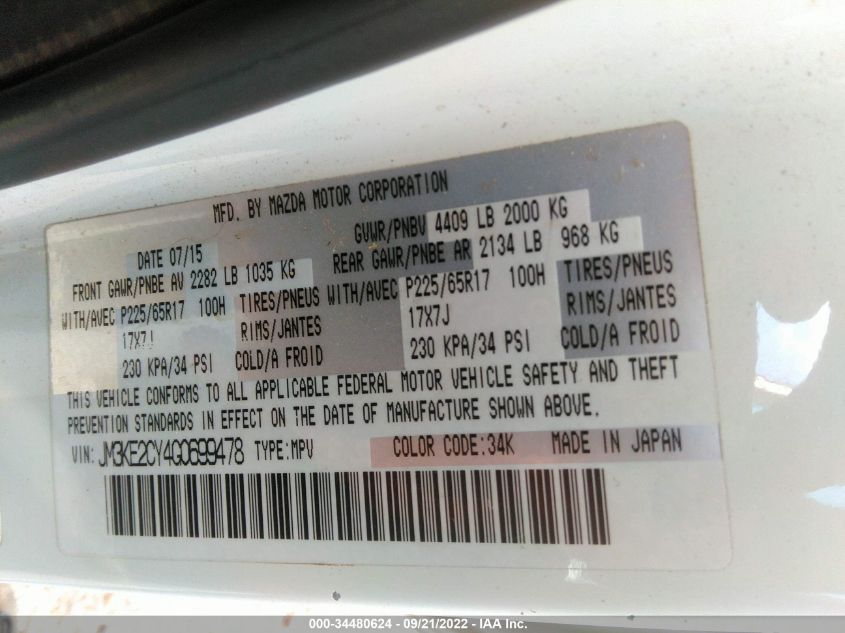 MFD. BY MAZDA MOTOR CORPORATION
DATE 07/15 GVWR/PNBV 4409 LB 2000 KG
FRONT GAWR/PNBE AV 2282 LB 1035 KG REAR GAWR/PNBE AR 2134 LB 968 KG
WITH/AVEC P225/65R17 100H TIRES/PNEUS WITH/AVEC P225/65R17 100H TIRES/PNEUS
17X7J RIMS/JANTES 17X7J RIMS/JANTES
230 KPA/34 PSI COLD/A FROID 230 KPA/34 PSI COLD/A FROID
THIS VEHICLE CONFORMS TO ALL APPLICABLE FEDERAL MOTOR VEHICLE SAFETY AND THEFT
PREVENTION STANDARDS IN EFFECT ON THE DATE OF MANUFACTURE SHOWN ABOVE.
VIN: JM3KE2CY4G0699478 TYPE:MPV COLOR CODE:34K MADE IN JAPAN
000-34480624 - 09/21/2022 - IAA Inc.